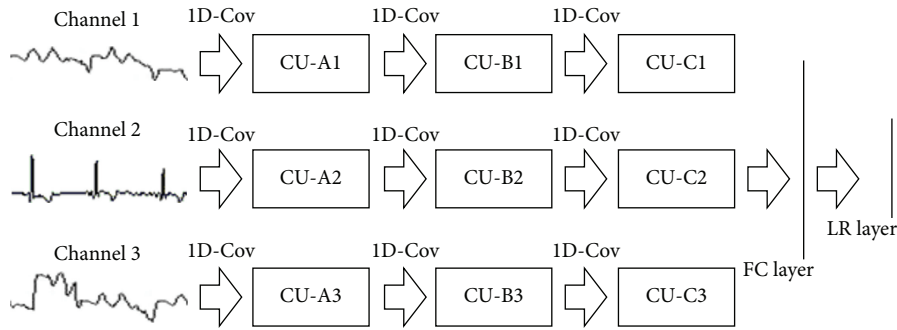 Channel 1
1D-Cov 1D-Cov 1D-Cov
CU-A1 CU-B1 CU-C1
Channel 2
1D-Cov 1D-Cov 1D-Cov
CU-A2 CU-B2 CU-C2
LR layer
Channel 3
1D-Cov 1D-Cov 1D-Cov
FC layer
CU-A3 CU-B3 CU-C3